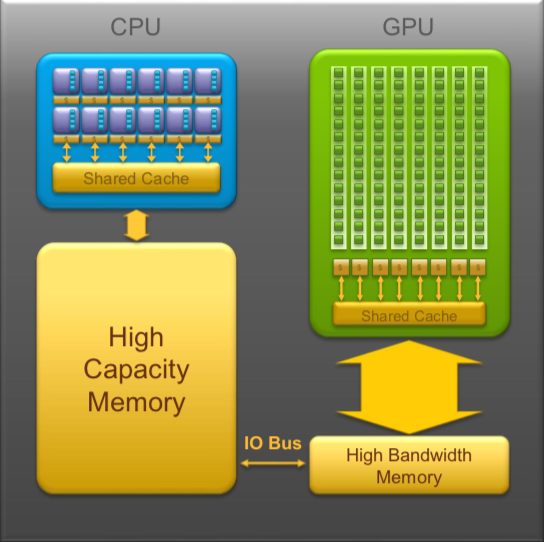 CPU
GPU
Shared Cache
$ $ $ $ $ $ $ $
Shared Cache
High
Capacity
Memory
IO Bus
High Bandwidth
Memory